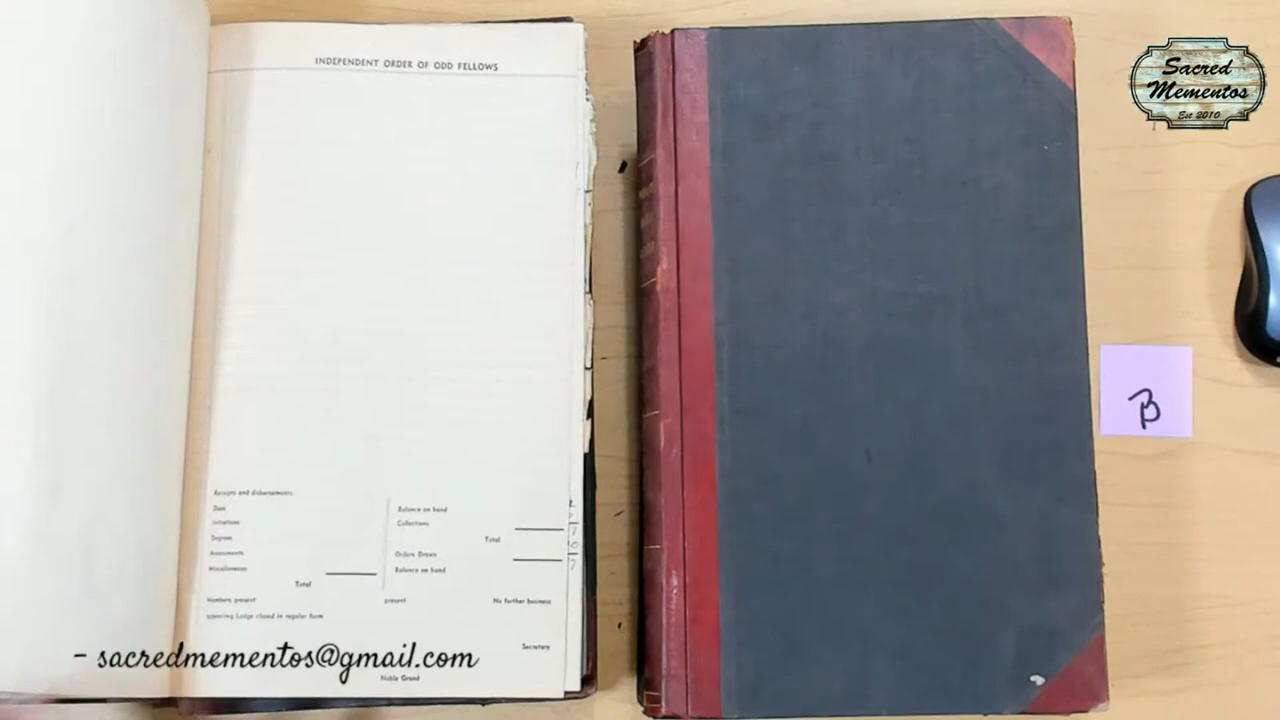 INDEPENDENT ORDER OF ODD FELLOWS
Receipts and disbursements:
Dues
Initiations
Degrees
Assessments
Miscellaneous
Total
Balance on hand
Collections
Total
Orders Drawn
Balance on hand
Members present
present
No further business
appearing Lodge closed in regular form
Secretary
Noble Grand
- sacredmementos@gmail.com
Sacred
Mementos
Est 2010
B